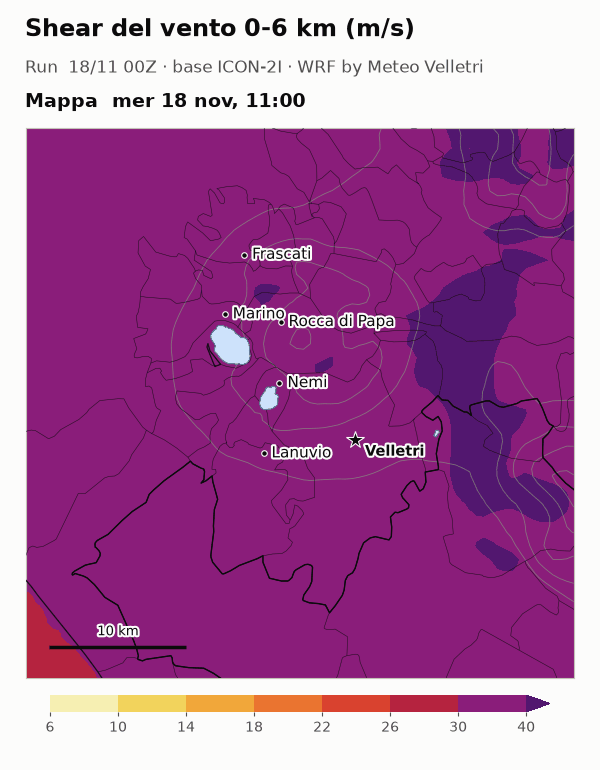 Shear del vento 0-6 km (m/s)
Run 18/11 00Z · base ICON-2I · WRF by Meteo Velletri
Mappa mer 18 nov, 11:00
Frascati
Marino
Rocca di Papa
Nemi
Lanuvio
Velletri
10 km
6 10 14 18 22 26 30 40